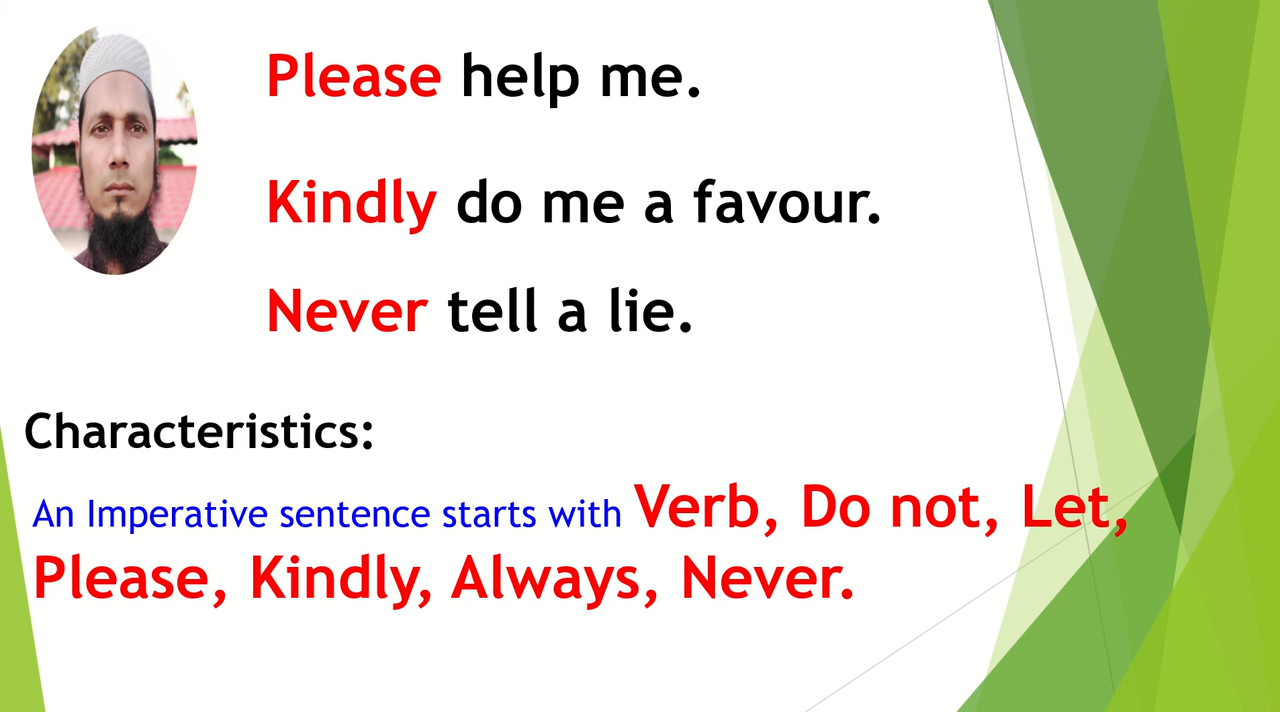 Please help me.
Kindly do me a favour.
Never tell a lie.
Characteristics:
An Imperative sentence starts with Verb, Do not, Let,
Please, Kindly, Always, Never.